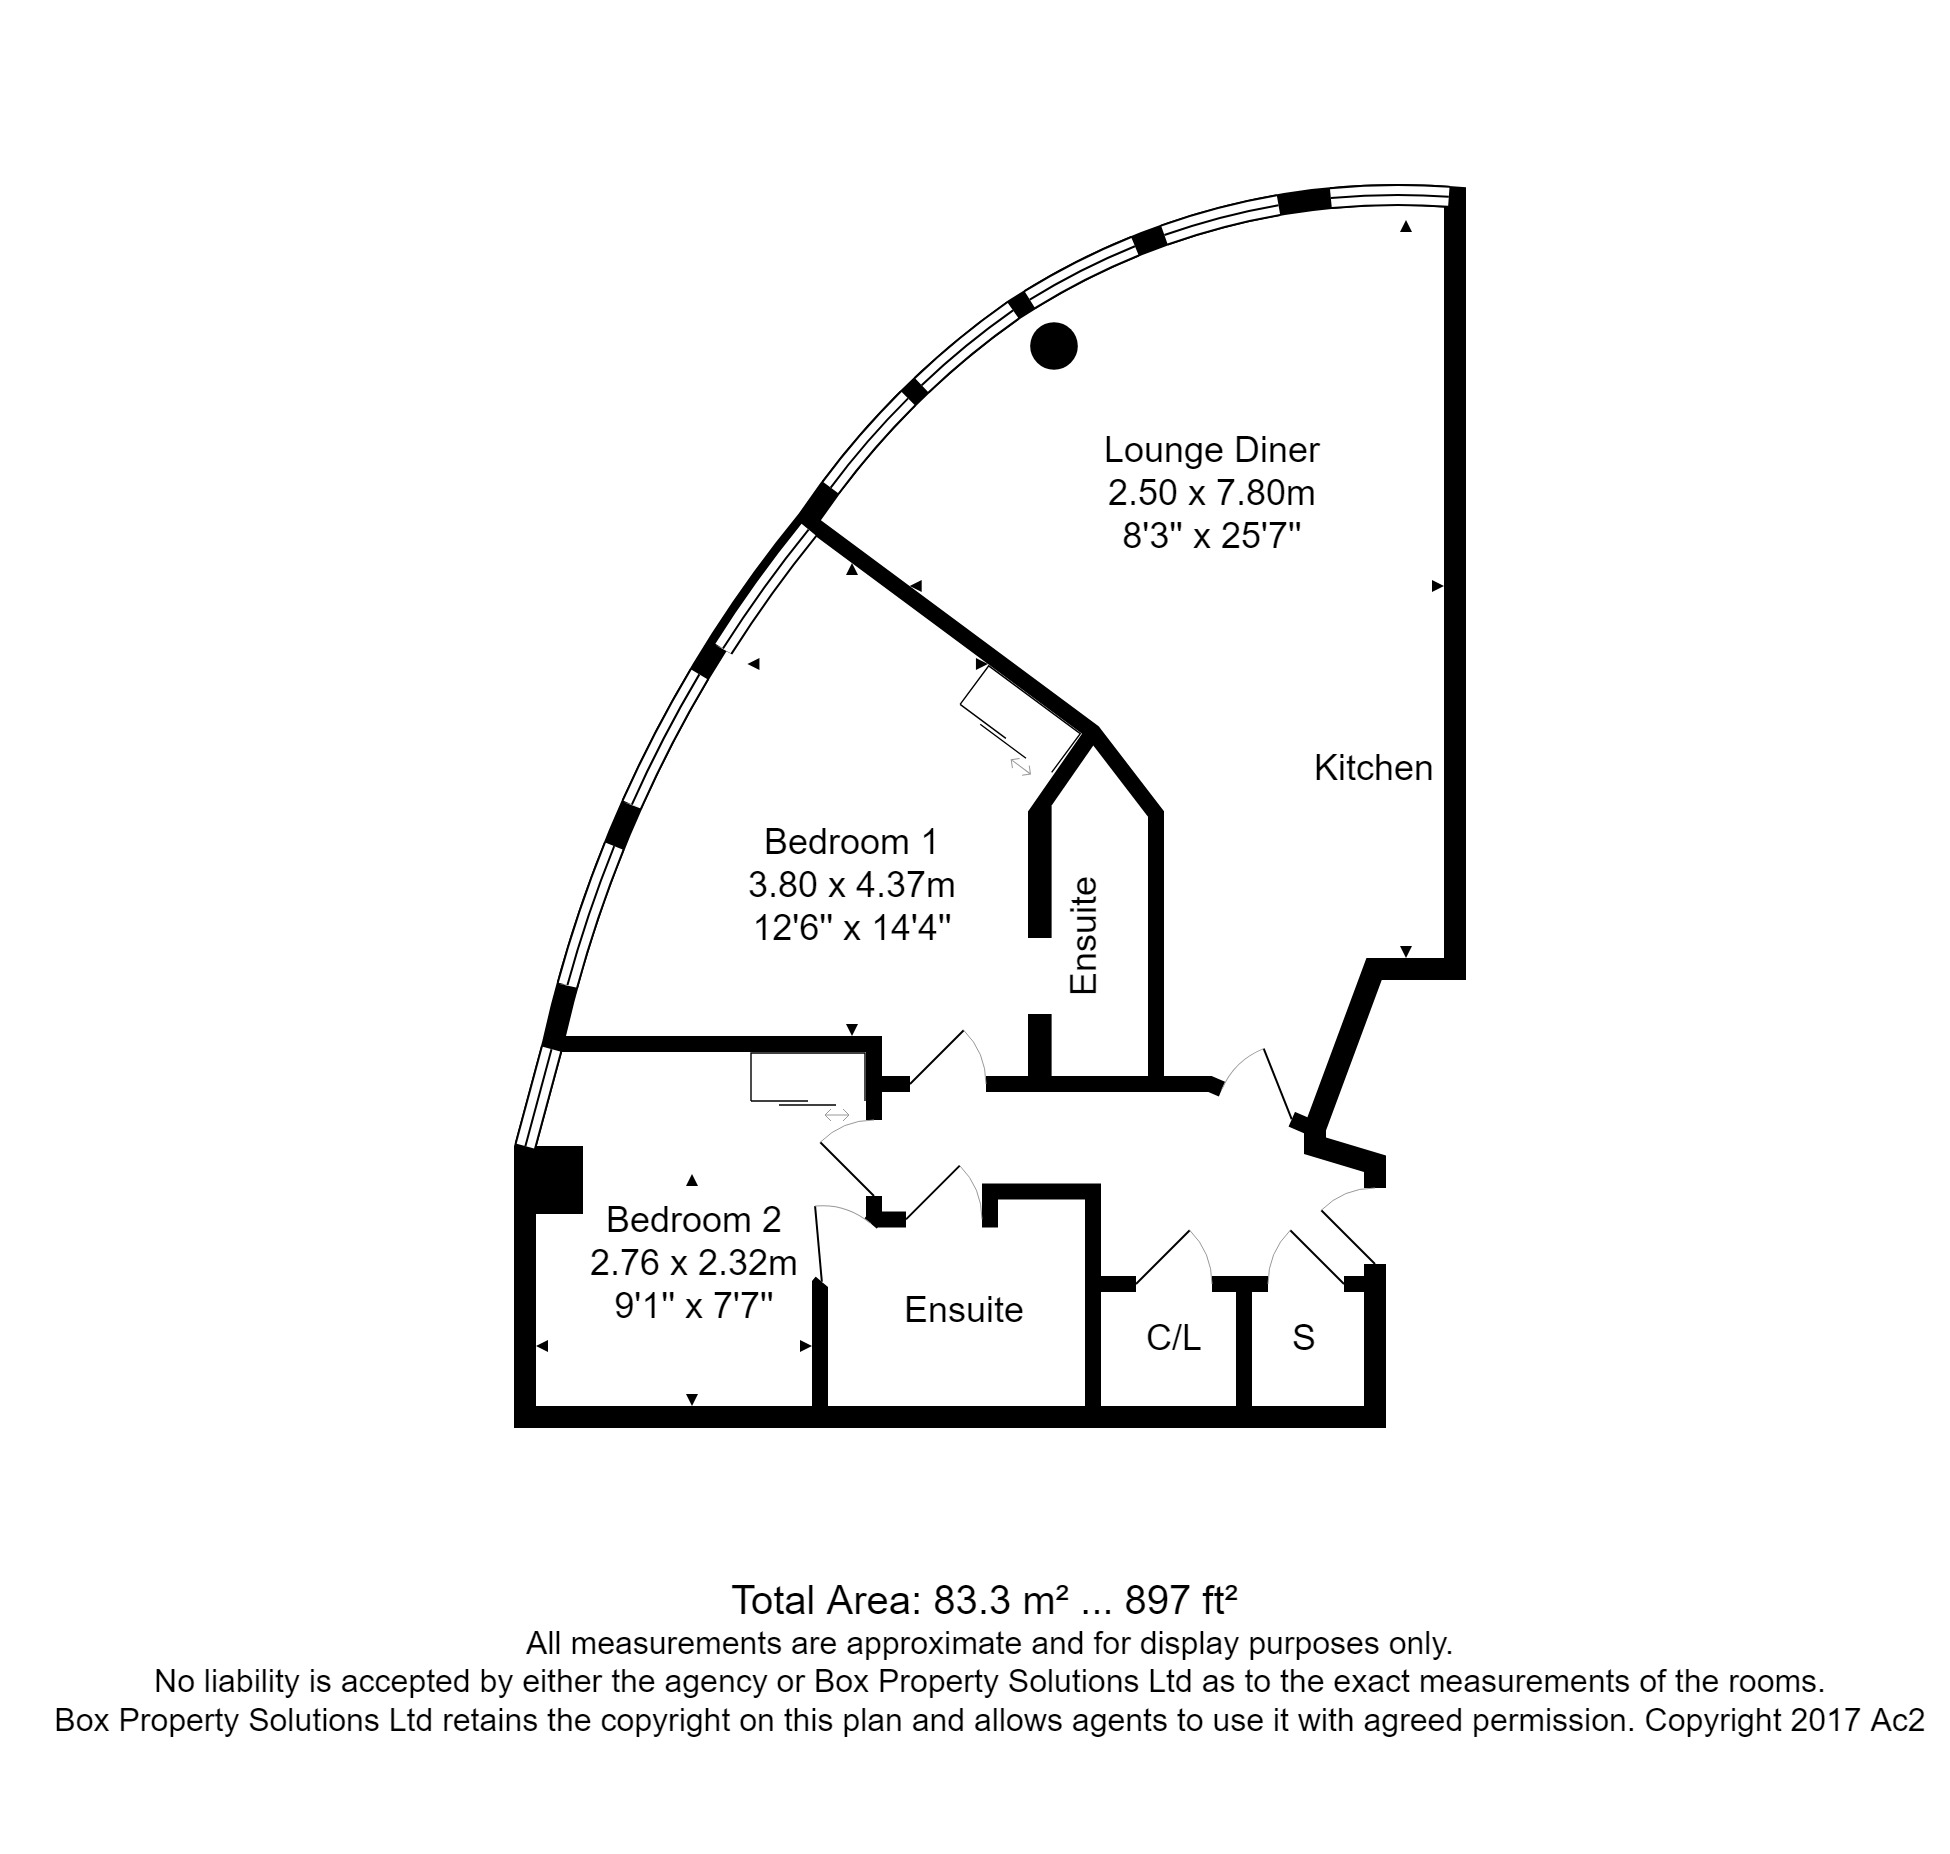 Lounge Diner
2.50 x 7.80m
8'3" x 25'7"
Kitchen
Bedroom 1
3.80 x 4.37m
12'6" x 14'4"
Ensuite
Bedroom 2
2.76 x 2.32m
9'1" x 7'7"
Ensuite
C/L
S
Total Area: 83.3 m² ... 897 ft²
All measurements are approximate and for display purposes only.
No liability is accepted by either the agency or Box Property Solutions Ltd as to the exact measurements of the rooms.
Box Property Solutions Ltd retains the copyright on this plan and allows agents to use it with agreed permission. Copyright 2017 Ac2